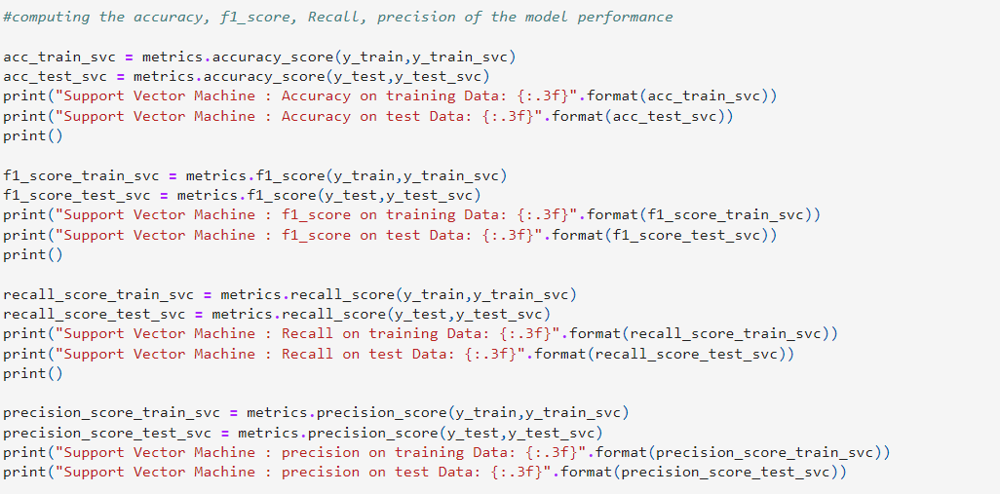 #computing the accuracy, f1_score, Recall, precision of the model performance
acc_train_svc = metrics.accuracy_score(y_train,y_train_svc)
acc_test_svc = metrics.accuracy_score(y_test,y_test_svc)
print("Support Vector Machine : Accuracy on training Data: {:.3f}".format(acc_train_svc))
print("Support Vector Machine : Accuracy on test Data: {:.3f}".format(acc_test_svc))
print()
f1_score_train_svc = metrics.f1_score(y_train,y_train_svc)
f1_score_test_svc = metrics.f1_score(y_test,y_test_svc)
print("Support Vector Machine : f1_score on training Data: {:.3f}".format(f1_score_train_svc))
print("Support Vector Machine : f1_score on test Data: {:.3f}".format(f1_score_test_svc))
print()
recall_score_train_svc = metrics.recall_score(y_train,y_train_svc)
recall_score_test_svc = metrics.recall_score(y_test,y_test_svc)
print("Support Vector Machine : Recall on training Data: {:.3f}".format(recall_score_train_svc))
print("Support Vector Machine : Recall on test Data: {:.3f}".format(recall_score_test_svc))
print()
precision_score_train_svc = metrics.precision_score(y_train,y_train_svc)
precision_score_test_svc = metrics.precision_score(y_test,y_test_svc)
print("Support Vector Machine : precision on training Data: {:.3f}".format(precision_score_train_svc))
print("Support Vector Machine : precision on test Data: {:.3f}".format(precision_score_test_svc))